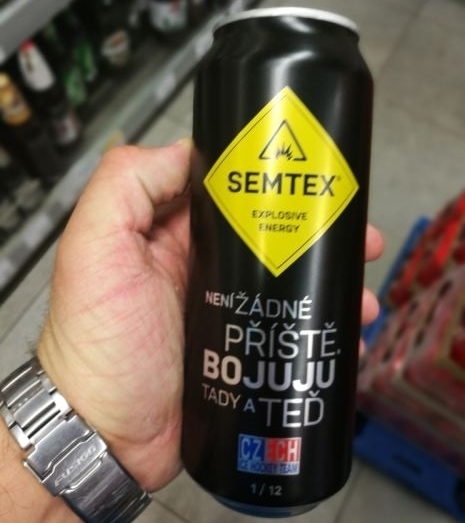 SEMTEX®
EXPLOSIVE
ENERGY
NENÍ ŽÁDNÉ
PŘÍŠTĚ.
BOJUJU
TADY A TEĎ
CZECH
ICE HOCKEY TEAM
1/12